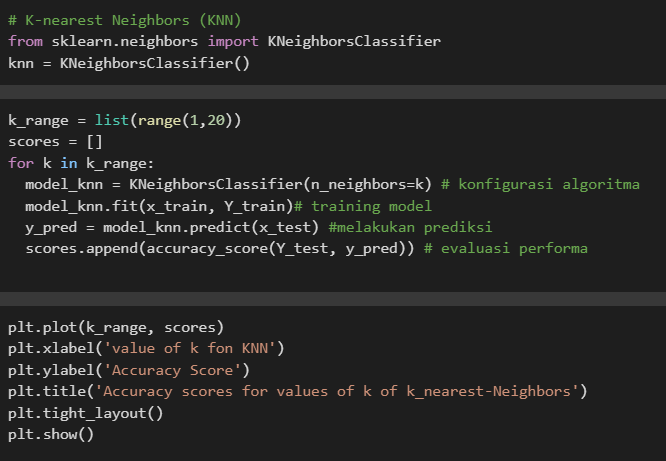 # K-nearest Neighbors (KNN)
from sklearn.neighbors import KNeighborsClassifier
knn = KNeighborsClassifier()
k_range = list(range(1,20))
scores = []
for k in k_range:
  model_knn = KNeighborsClassifier(n_neighbors=k) # konfigurasi algoritma
  model_knn.fit(x_train, Y_train)# training model
  y_pred = model_knn.predict(x_test) #melakukan prediksi
  scores.append(accuracy_score(Y_test, y_pred)) # evaluasi performa
plt.plot(k_range, scores)
plt.xlabel('value of k fon KNN')
plt.ylabel('Accuracy Score')
plt.title('Accuracy scores for values of k of k_nearest-Neighbors')
plt.tight_layout()
plt.show()